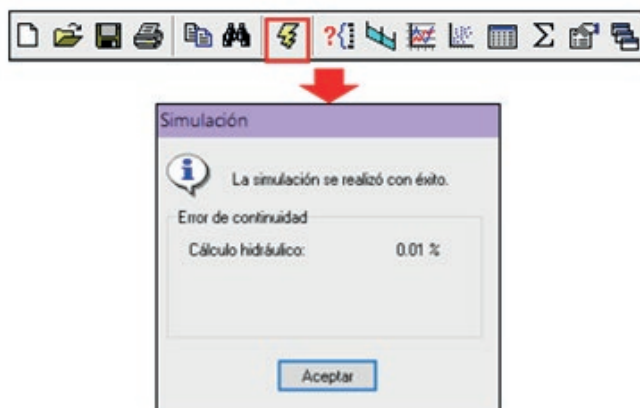 Simulación
La simulación se realizó con éxito.
Error de continuidad
Cálculo hidráulico: 0.01 %
Aceptar